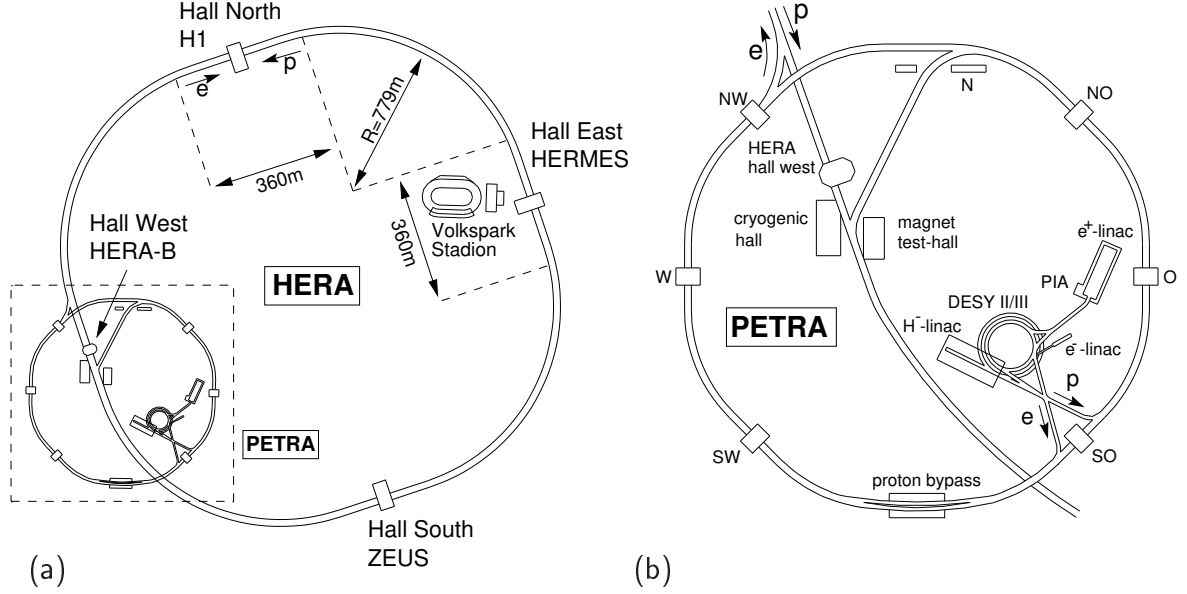 Hall North
H1
p
e
R=779m
360m
Hall East
HERMES
Volkspark
Stadion
360m
Hall West
HERA-B
HERA
PETRA
Hall South
ZEUS
(a)
p
e
N
NW
NO
HERA
hall west
cryogenic
hall
magnet
test-hall
e+-linac
PIA
W
O
PETRA
DESY II/III
H--linac
e--linac
p
e
SW
SO
proton bypass
(b)